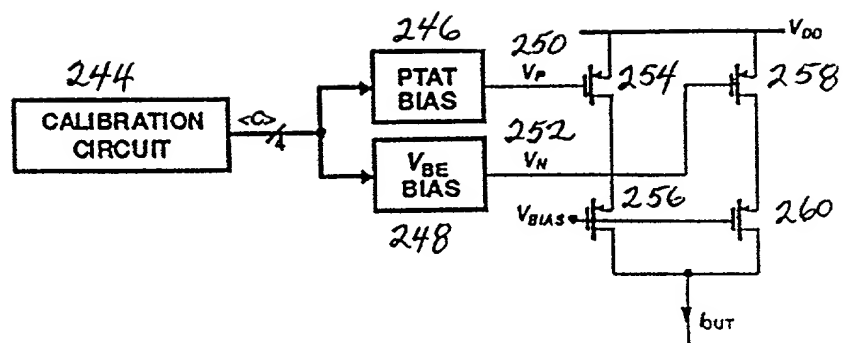 246
250
V_DD
244
PTAT
BIAS
V_P
254
258
CALIBRATION
CIRCUIT
<C>
4
252
V_BE
BIAS
V_N
256
V_BIAS
260
248
I_OUT